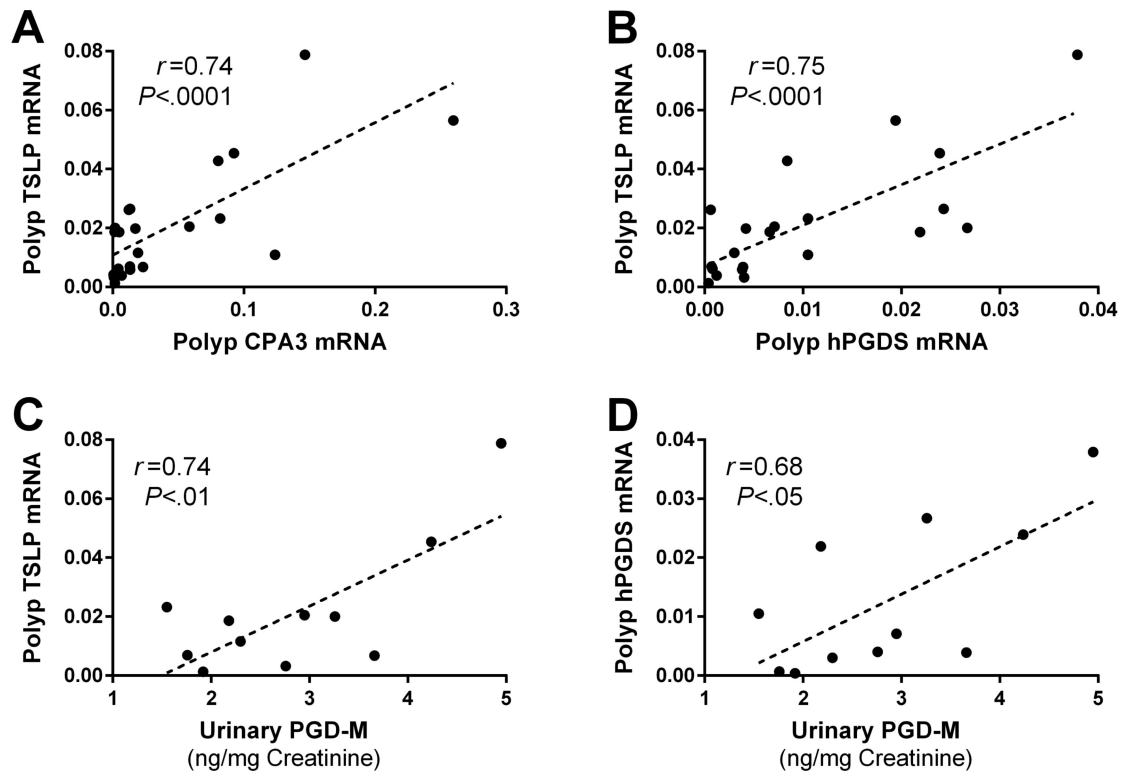 A
Polyp TSLP mRNA
0.08
0.06
0.04
0.02
0.00
r=0.74
P<.0001
0.0 0.1 0.2 0.3
Polyp CPA3 mRNA
B
Polyp TSLP mRNA
0.08
0.06
0.04
0.02
0.00
r=0.75
P<.0001
0.00 0.01 0.02 0.03 0.04
Polyp hPGDS mRNA
C
Polyp TSLP mRNA
0.08
0.06
0.04
0.02
0.00
r=0.74
P<.01
1 2 3 4 5
Urinary PGD-M
(ng/mg Creatinine)
D
Polyp hPGDS mRNA
0.04
0.03
0.02
0.01
0.00
r=0.68
P<.05
1 2 3 4 5
Urinary PGD-M
(ng/mg Creatinine)